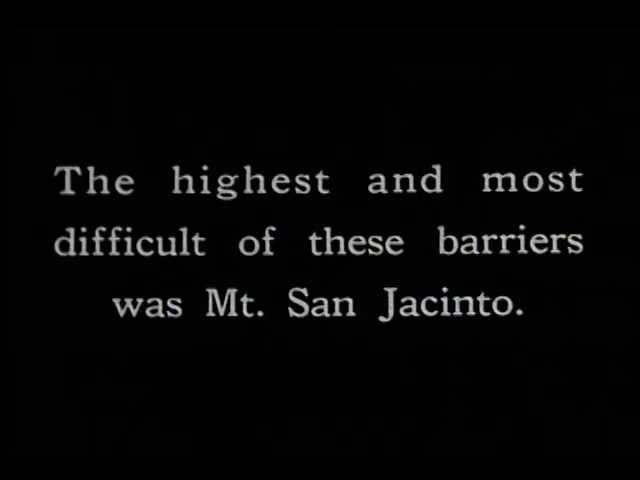 The highest and most
difficult of these barriers
was Mt. San Jacinto.